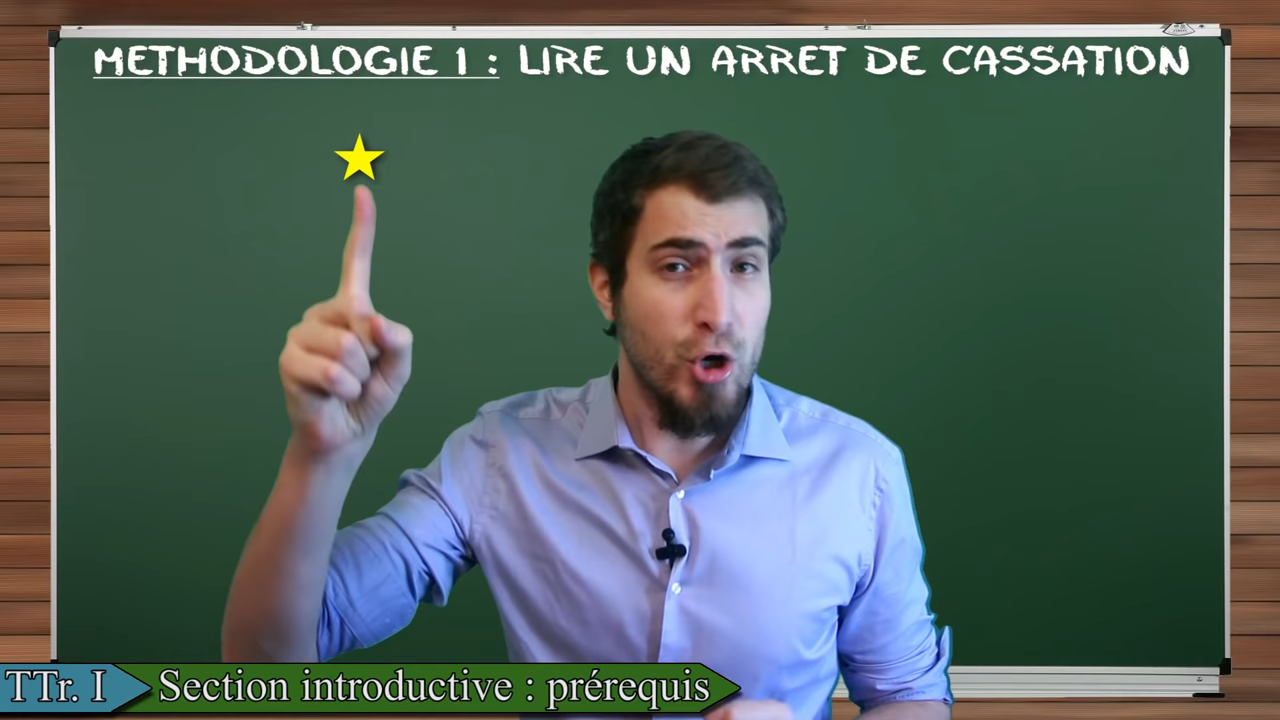 METHODOLOGIE 1 : LIRE UN ARRET DE CASSATION
TTr. I
Section introductive : prérequis